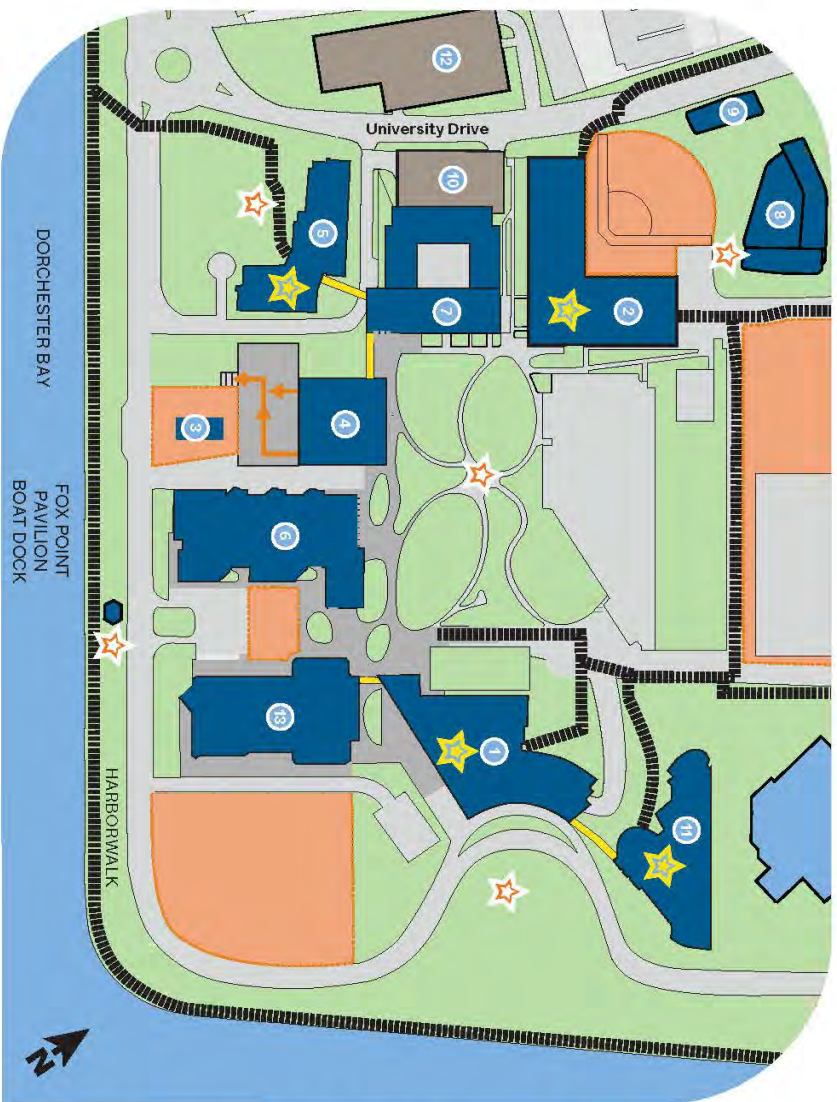 12
9
University Drive
10
8
5
7
2
DORCHESTER BAY
3
4
FOX POINT
PAVILION
BOAT DOCK
6
13
1
HARBORWALK
11
N